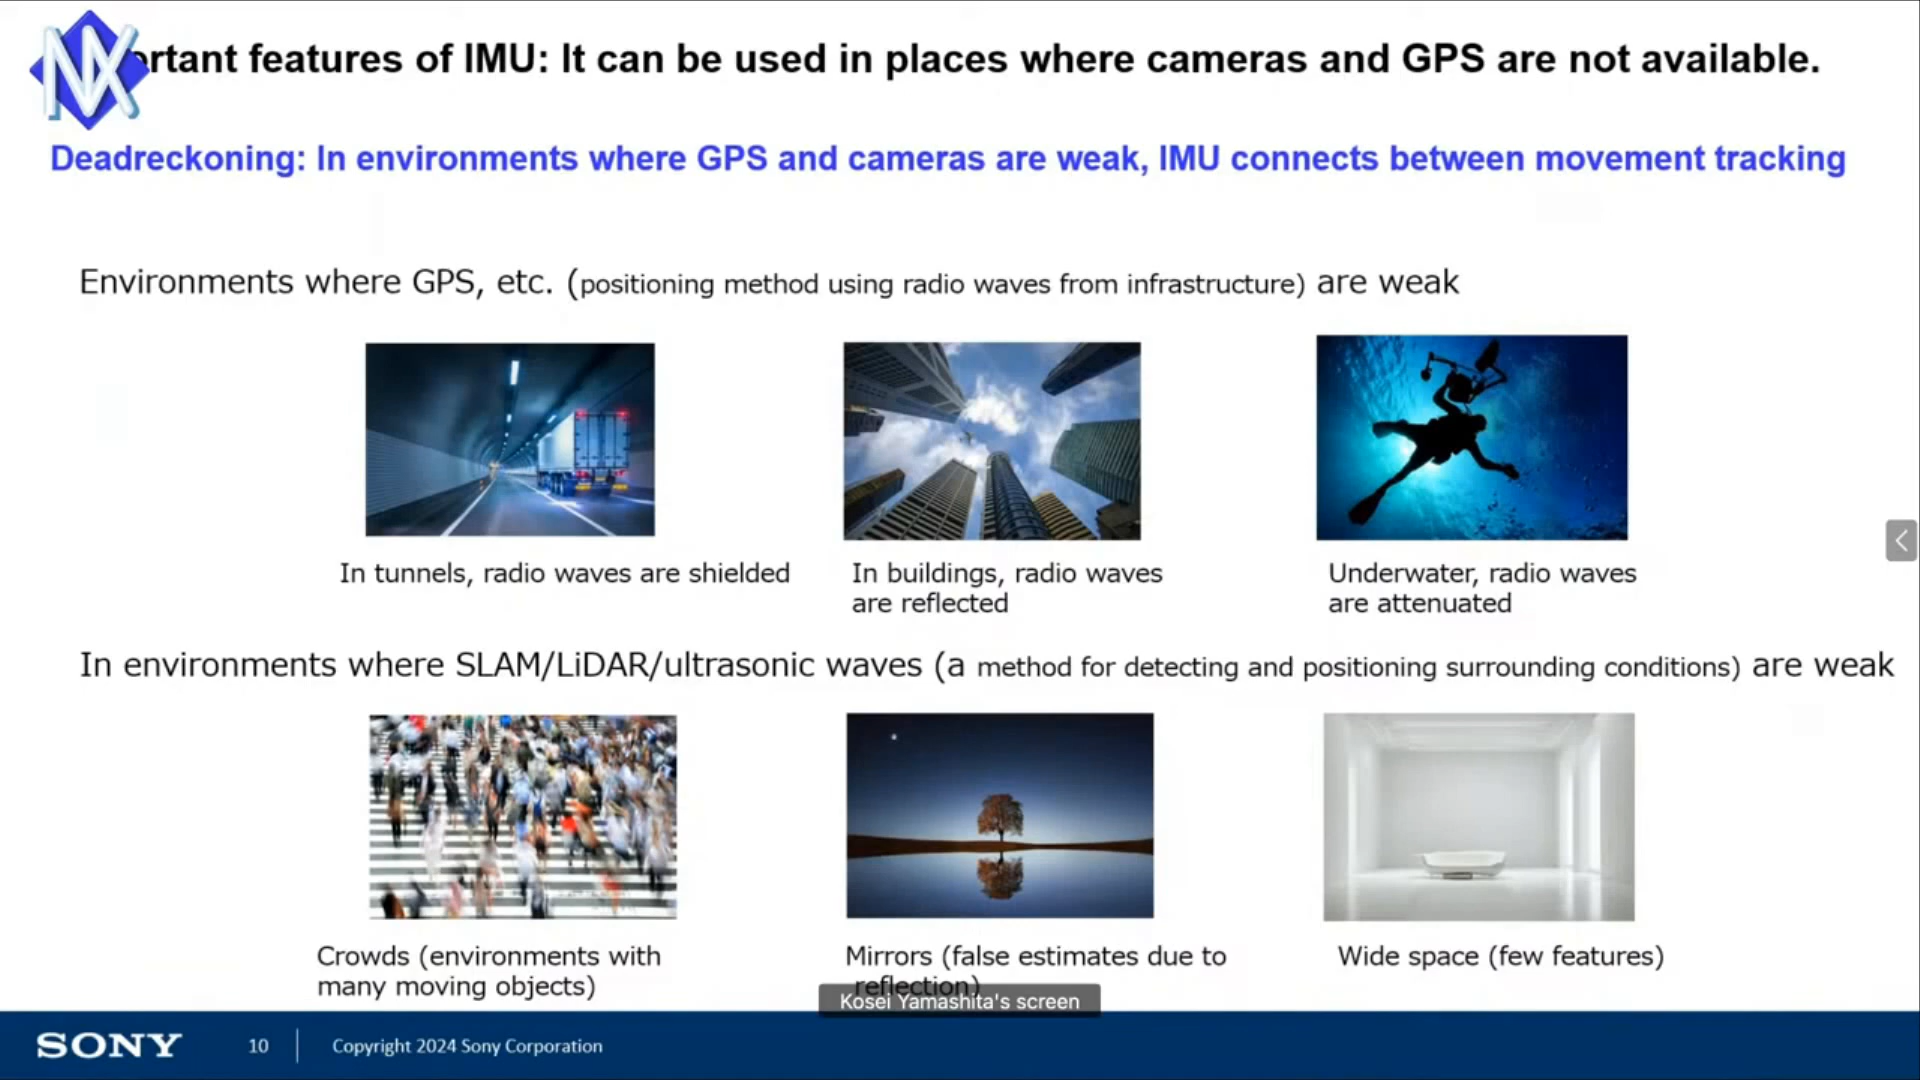 NX
ortant features of IMU: It can be used in places where cameras and GPS are not available.
Deadreckoning: In environments where GPS and cameras are weak, IMU connects between movement tracking
Environments where GPS, etc. (positioning method using radio waves from infrastructure) are weak
In tunnels, radio waves are shielded
In buildings, radio waves
are reflected
Underwater, radio waves
are attenuated
In environments where SLAM/LiDAR/ultrasonic waves (a method for detecting and positioning surrounding conditions) are weak
Crowds (environments with
many moving objects)
Mirrors (false estimates due to
reflection)
Wide space (few features)
Kosei Yamashita's screen
SONY
10
Copyright 2024 Sony Corporation